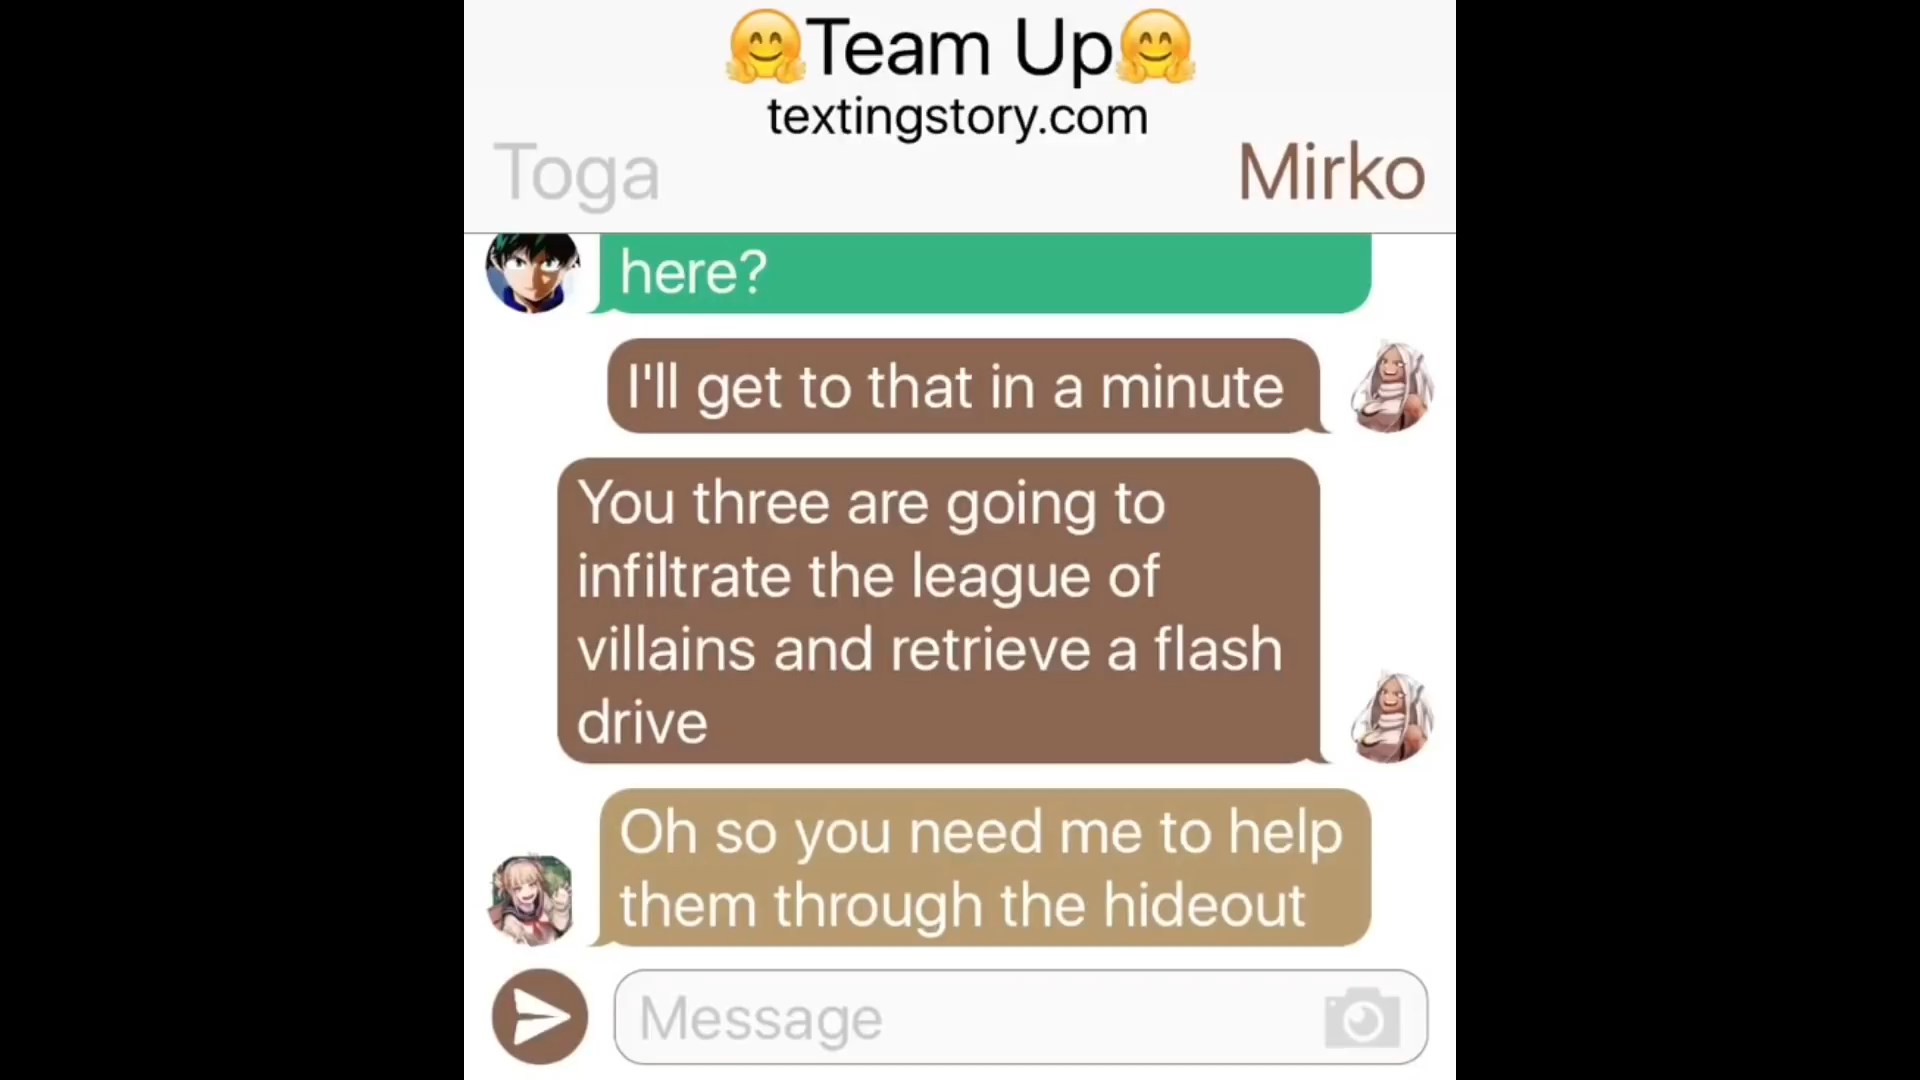 🤗Team Up🤗
textingstory.com
Toga
Mirko
here?
I'll get to that in a minute
You three are going to
infiltrate the league of
villains and retrieve a flash
drive
Oh so you need me to help
them through the hideout
Message